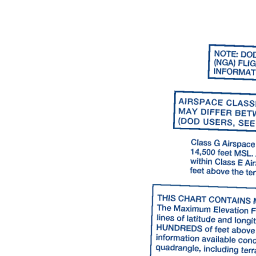 NOTE: DOD
(NGA) FLIG
INFORMAT
AIRSPACE CLASS
MAY DIFFER BETW
(DOD USERS, SEE
Class G Airspace
14,500 feet MSL.
within Class E Air
feet above the ter
THIS CHART CONTAINS M
The Maximum Elevation F
lines of latitude and longit
HUNDREDS of feet above
information available conc
quadrangle, including terra